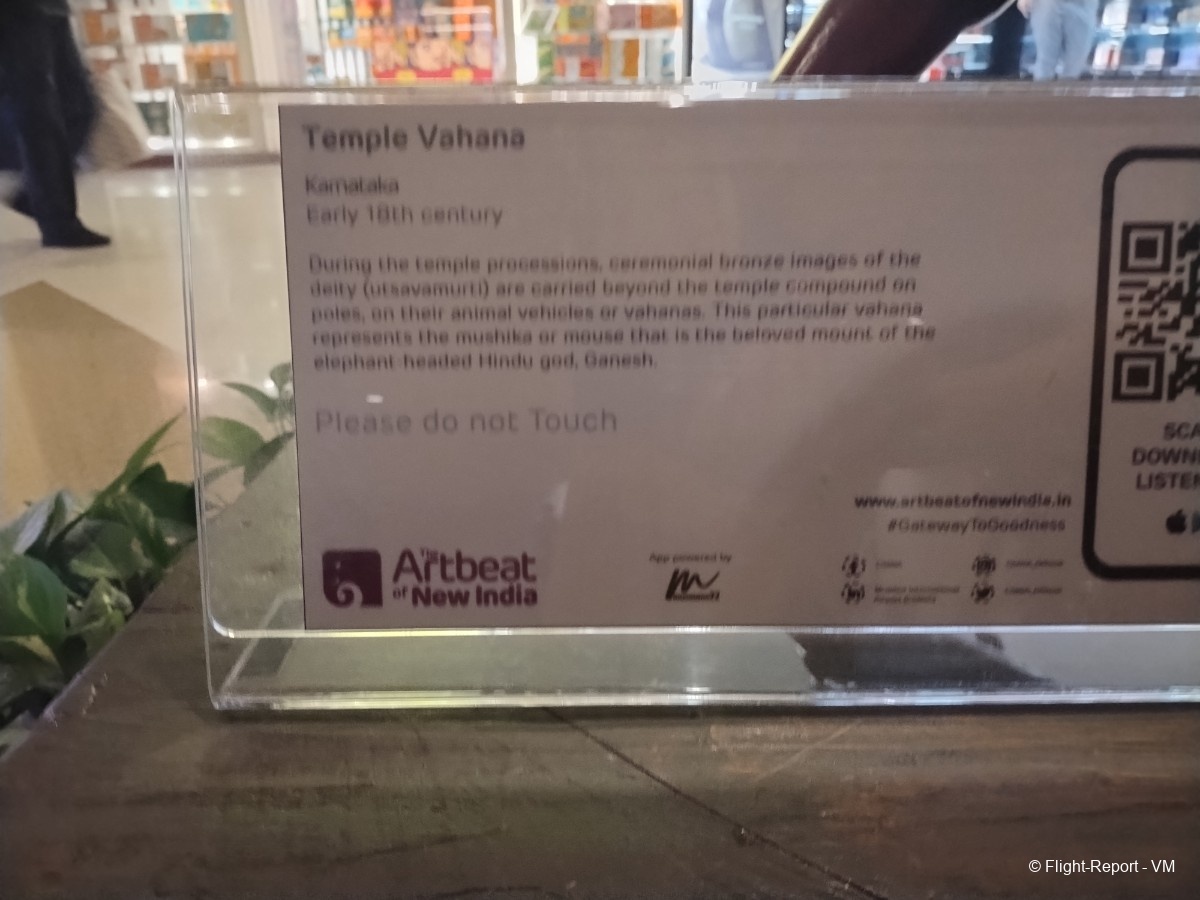 Temple Vahana
Karnataka
Early 18th century
During the temple processions, ceremonial bronze images of the
deity (utsavamurti) are carried beyond the temple compound on
poles, on their animal vehicles or vahanas. This particular vahana
represents the mushika or mouse that is the beloved mount of the
elephant-headed Hindu god, Ganesh.
Please do not Touch
www.artbeatofnewindia.in
#GatewayToGoodness
The
Artbeat
of New India
App powered by
SCA
DOWN
LISTEN
© Flight-Report - VM